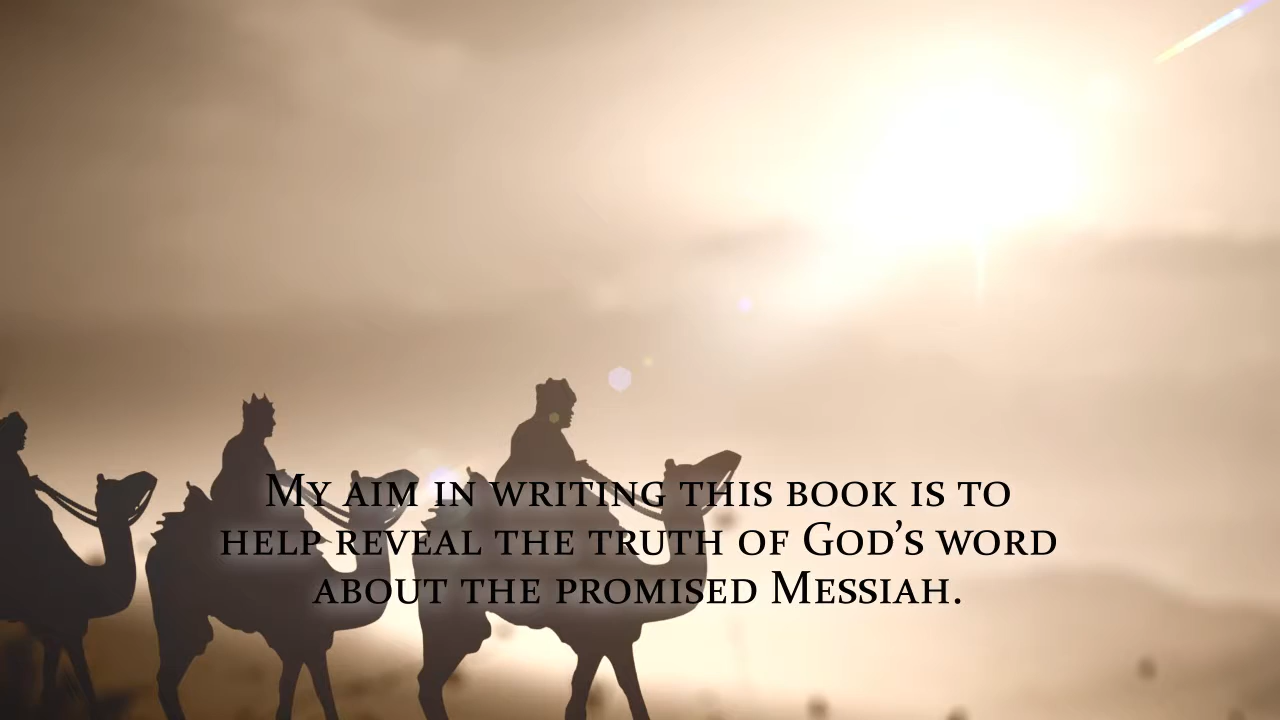 My aim in writing this book is to
help reveal the truth of God’s word
about the promised Messiah.